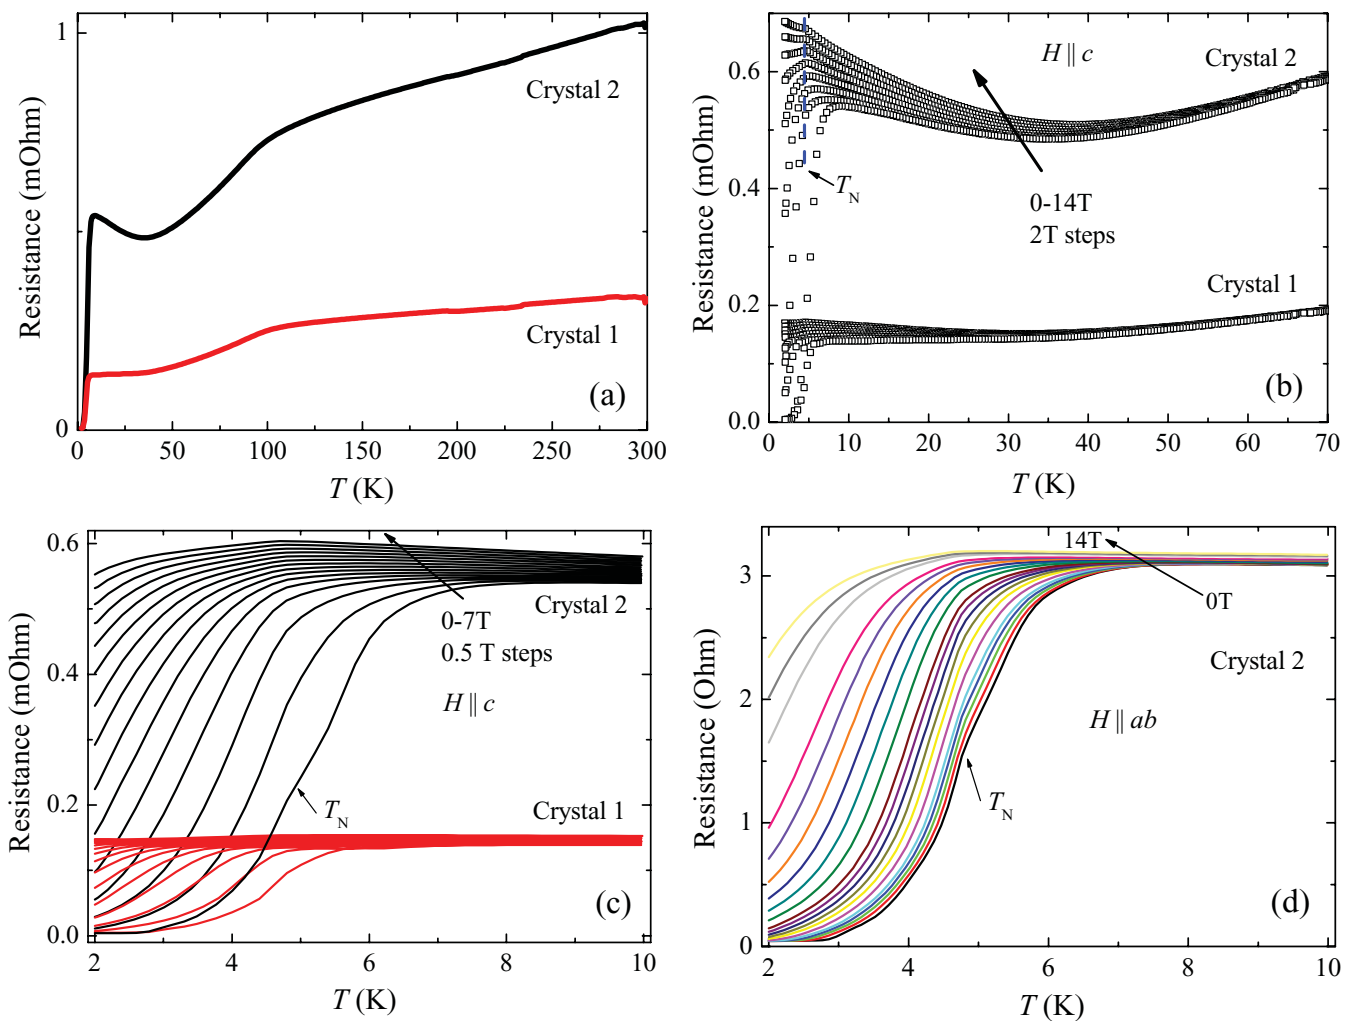 1
Resistance (mOhm)
Crystal 2
Crystal 1
(a)
0
0 50 100 150 200 250 300
T (K)
0.6
0.4
0.2
0.0
Resistance (mOhm)
H || c
Crystal 2
T_N
0-14T
2T steps
Crystal 1
(b)
0 10 20 30 40 50 60 70
T (K)
0.6
0.4
0.2
0.0
Resistance (mOhm)
Crystal 2
0-7T
0.5 T steps
H || c
T_N
Crystal 1
(c)
2 4 6 8 10
T (K)
3
2
1
0
Resistance (Ohm)
14T
0T
Crystal 2
H || ab
T_N
(d)
2 4 6 8 10
T (K)